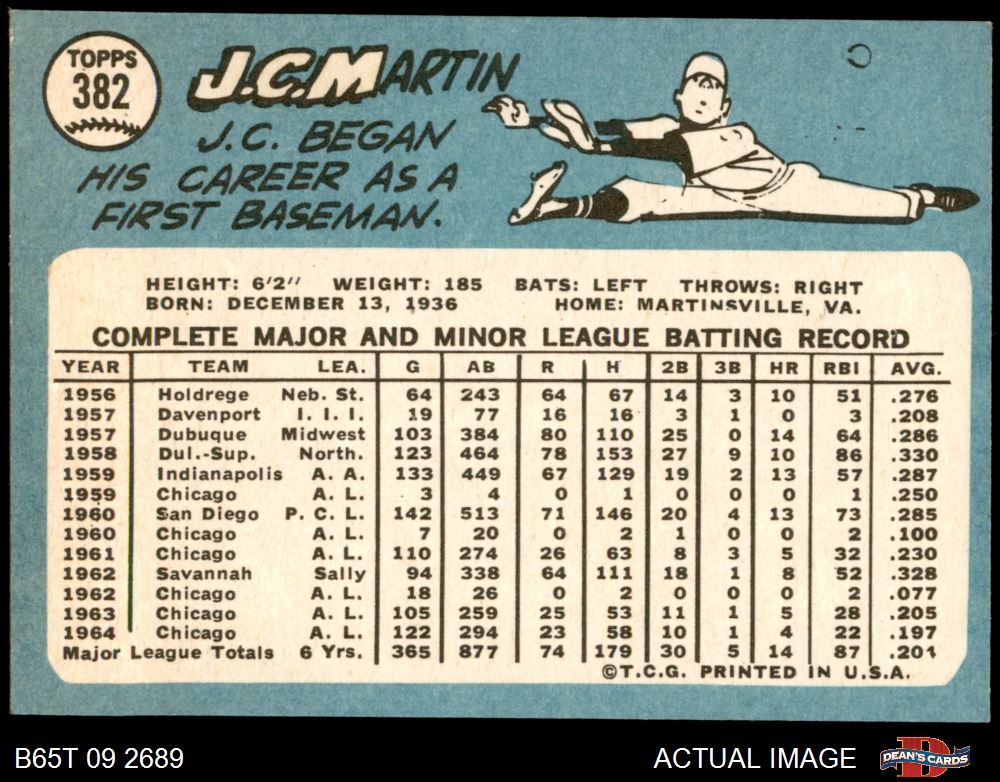 TOPPS
382
J.C. MARTIN
J.C. BEGAN
HIS CAREER AS A
FIRST BASEMAN.
HEIGHT: 6'2" WEIGHT: 185 BATS: LEFT THROWS: RIGHT
BORN: DECEMBER 13, 1936 HOME: MARTINSVILLE, VA.
COMPLETE MAJOR AND MINOR LEAGUE BATTING RECORD
YEAR TEAM LEA. G AB R H 2B 3B HR RBI AVG.
1956 Holdrege Neb. St. 64 243 64 67 14 3 10 51 .276
1957 Davenport I. I. I. 19 77 16 16 3 1 0 3 .208
1957 Dubuque Midwest 103 384 80 110 25 0 14 64 .286
1958 Dul.-Sup. North. 123 464 78 153 27 9 10 86 .330
1959 Indianapolis A. A. 133 449 67 129 19 2 13 57 .287
1959 Chicago A. L. 3 4 0 1 0 0 0 1 .250
1960 San Diego P. C. L. 142 513 71 146 20 4 13 73 .285
1960 Chicago A. L. 7 20 0 2 1 0 0 2 .100
1961 Chicago A. L. 110 274 26 63 8 3 5 32 .230
1962 Savannah Sally 94 338 64 111 18 1 8 52 .328
1962 Chicago A. L. 18 26 0 2 0 0 0 2 .077
1963 Chicago A. L. 105 259 25 53 11 1 5 28 .205
1964 Chicago A. L. 122 294 23 58 10 1 4 22 .197
Major League Totals 6 Yrs. 365 877 74 179 30 5 14 87 .204
©T.C.G. PRINTED IN U.S.A.
B65T 09 2689 ACTUAL IMAGE DEAN'S CARDS